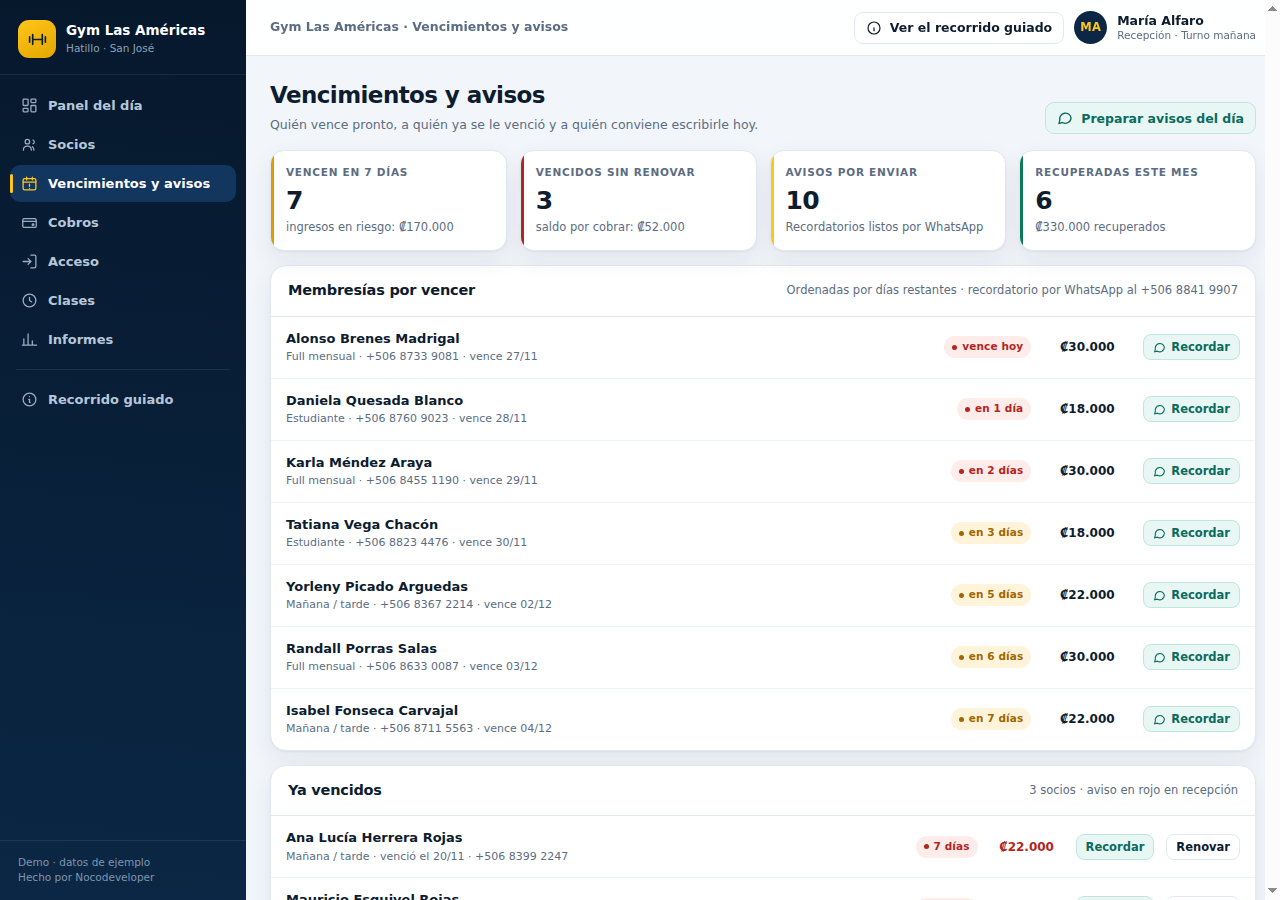 Gym Las Américas
Hatillo · San José
Panel del día
Socios
Vencimientos y avisos
Cobros
Acceso
Clases
Informes
Recorrido guiado
Demo · datos de ejemplo
Hecho por Nocodeveloper
Gym Las Américas · Vencimientos y avisos
Ver el recorrido guiado
MA
María Alfaro
Recepción · Turno mañana
Vencimientos y avisos
Quién vence pronto, a quién ya se le venció y a quién conviene escribirle hoy.
Preparar avisos del día
VENCEN EN 7 DÍAS
7
ingresos en riesgo: ₡170.000
VENCIDOS SIN RENOVAR
3
saldo por cobrar: ₡52.000
AVISOS POR ENVIAR
10
Recordatorios listos por WhatsApp
RECUPERADAS ESTE MES
6
₡330.000 recuperados
Membresías por vencer
Ordenadas por días restantes · recordatorio por WhatsApp al +506 8841 9907
Alonso Brenes Madrigal
Full mensual · +506 8733 9081 · vence 27/11
vence hoy ₡30.000 Recordar
Daniela Quesada Blanco
Estudiante · +506 8760 9023 · vence 28/11
en 1 día ₡18.000 Recordar
Karla Méndez Araya
Full mensual · +506 8455 1190 · vence 29/11
en 2 días ₡30.000 Recordar
Tatiana Vega Chacón
Estudiante · +506 8823 4476 · vence 30/11
en 3 días ₡18.000 Recordar
Yorleny Picado Arguedas
Mañana / tarde · +506 8367 2214 · vence 02/12
en 5 días ₡22.000 Recordar
Randall Porras Salas
Full mensual · +506 8633 0087 · vence 03/12
en 6 días ₡30.000 Recordar
Isabel Fonseca Carvajal
Mañana / tarde · +506 8711 5563 · vence 04/12
en 7 días ₡22.000 Recordar
Ya vencidos
3 socios · aviso en rojo en recepción
Ana Lucía Herrera Rojas
Mañana / tarde · venció el 20/11 · +506 8399 2247
7 días ₡22.000 Recordar Renovar
Mauricio Esquivel Rojas